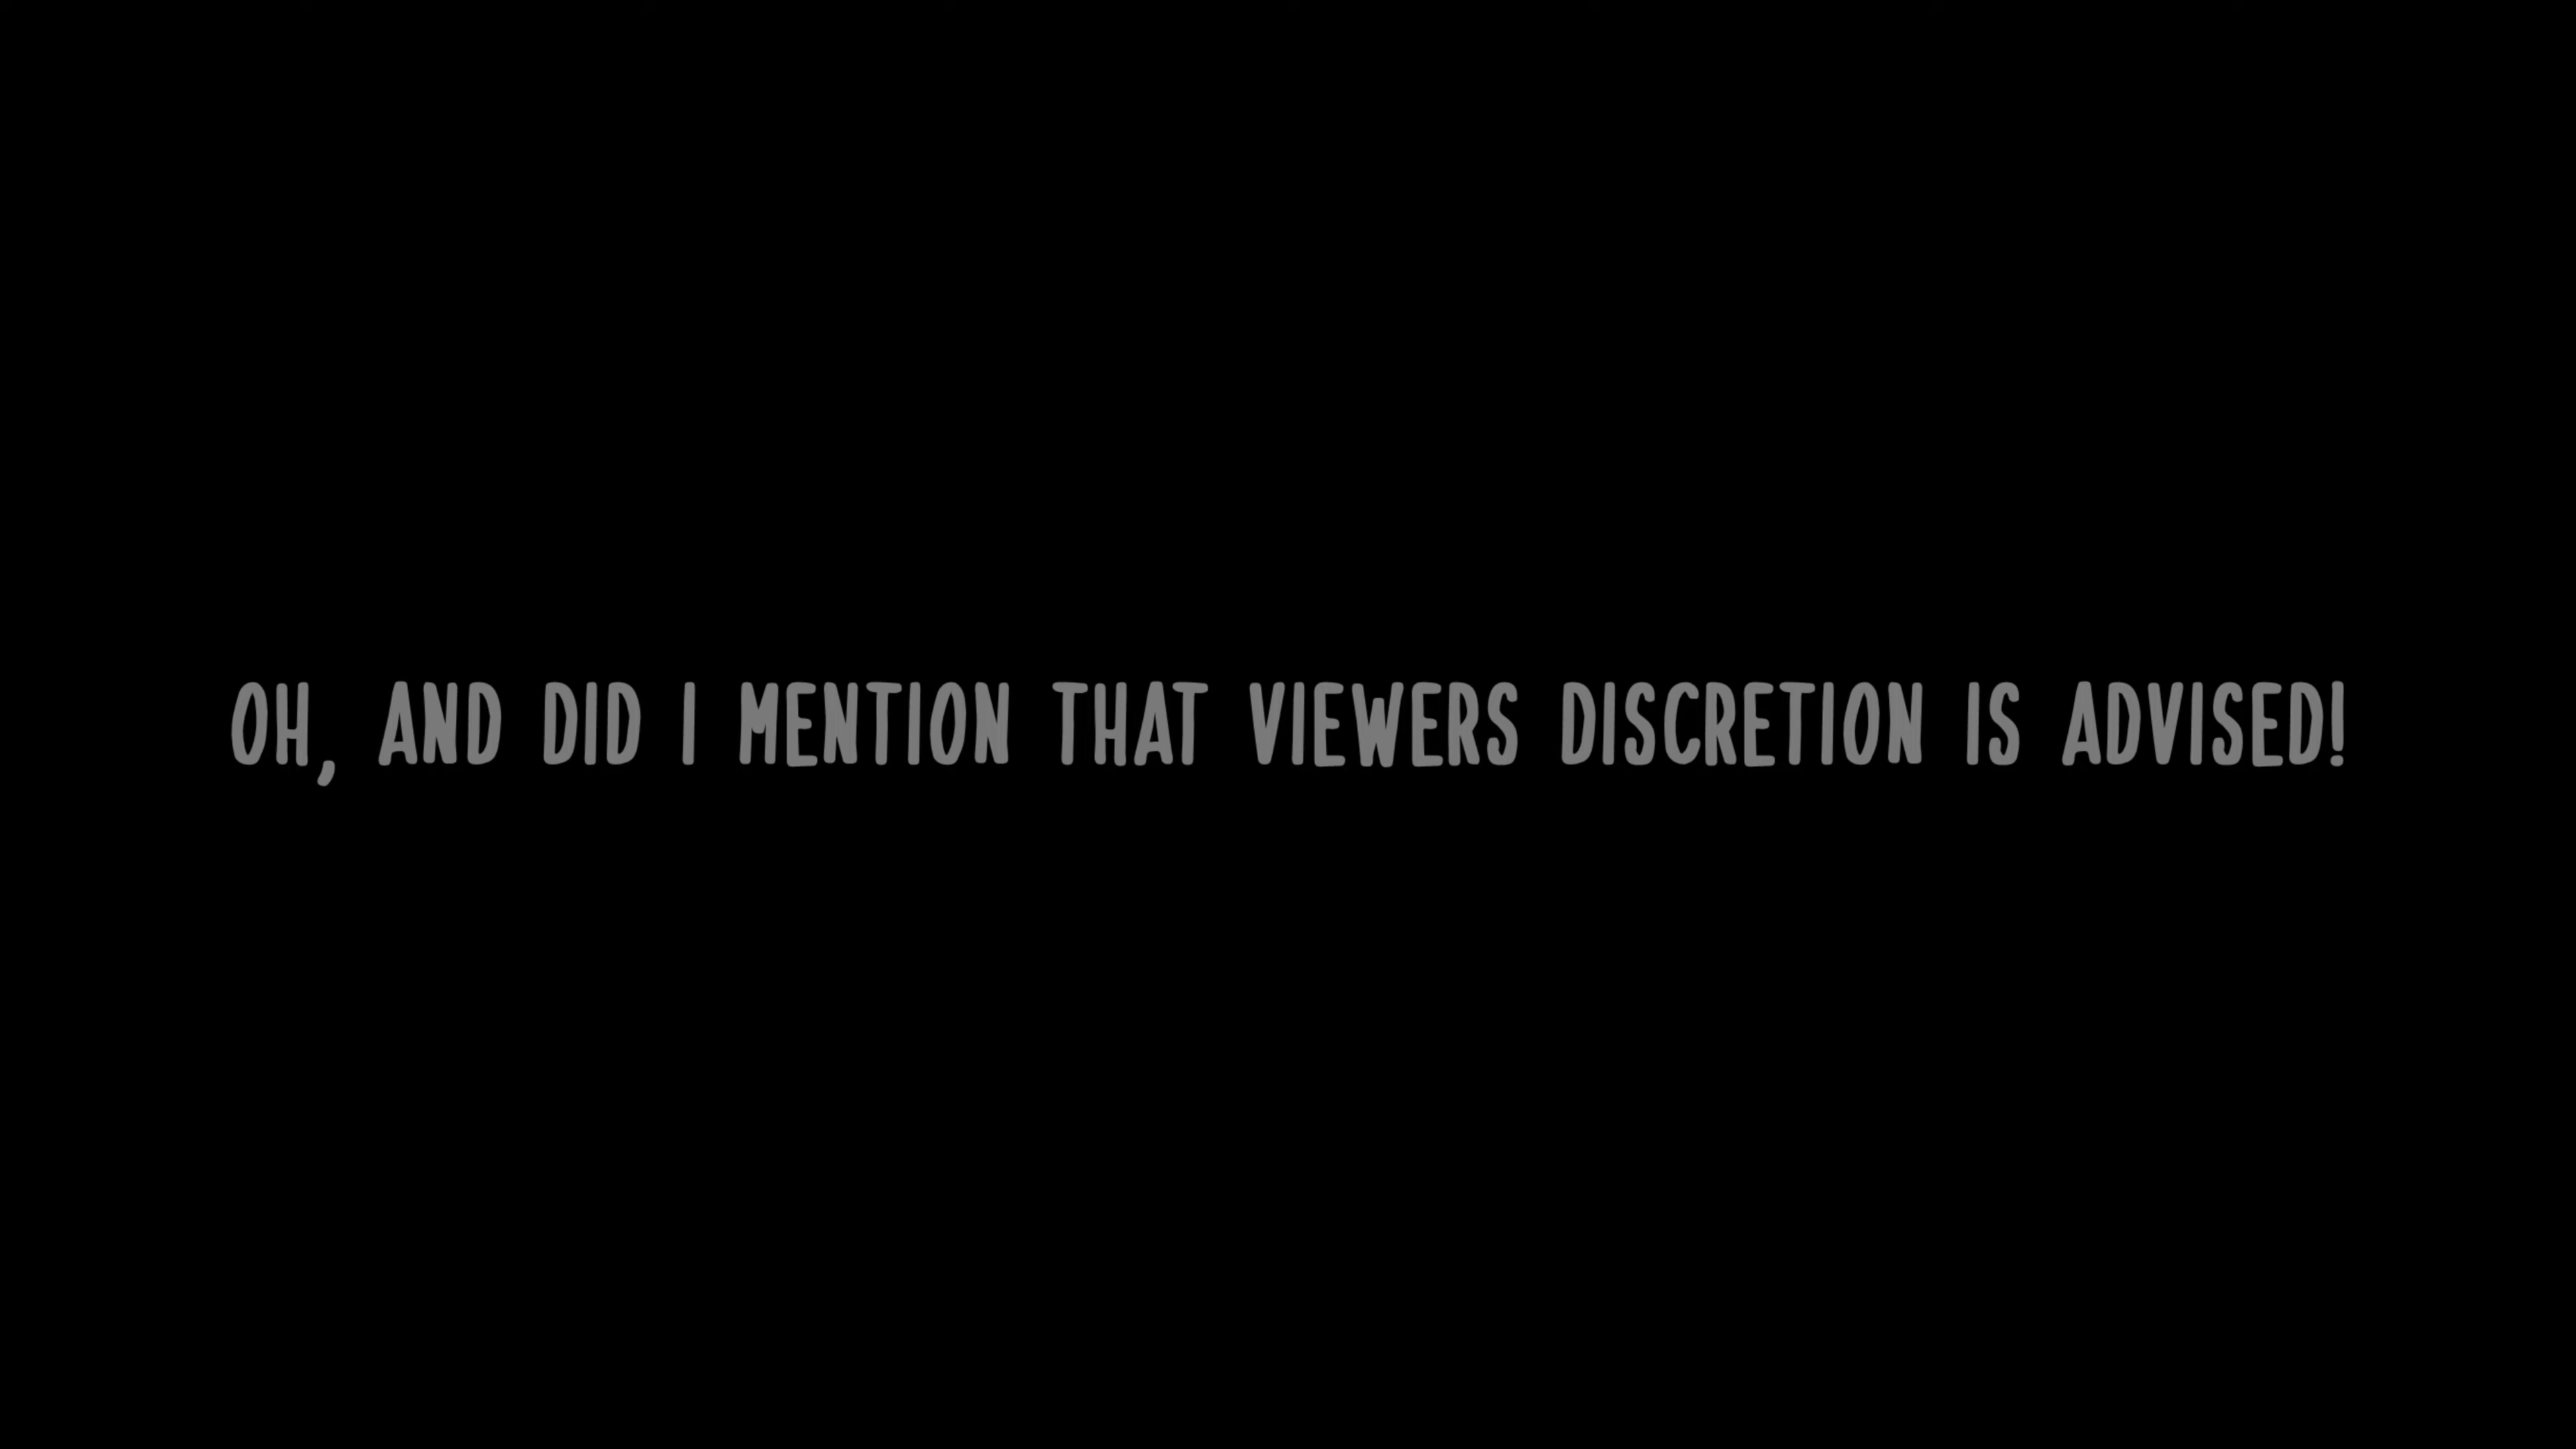 OH, AND DID I MENTION THAT VIEWERS DISCRETION IS ADVISED!